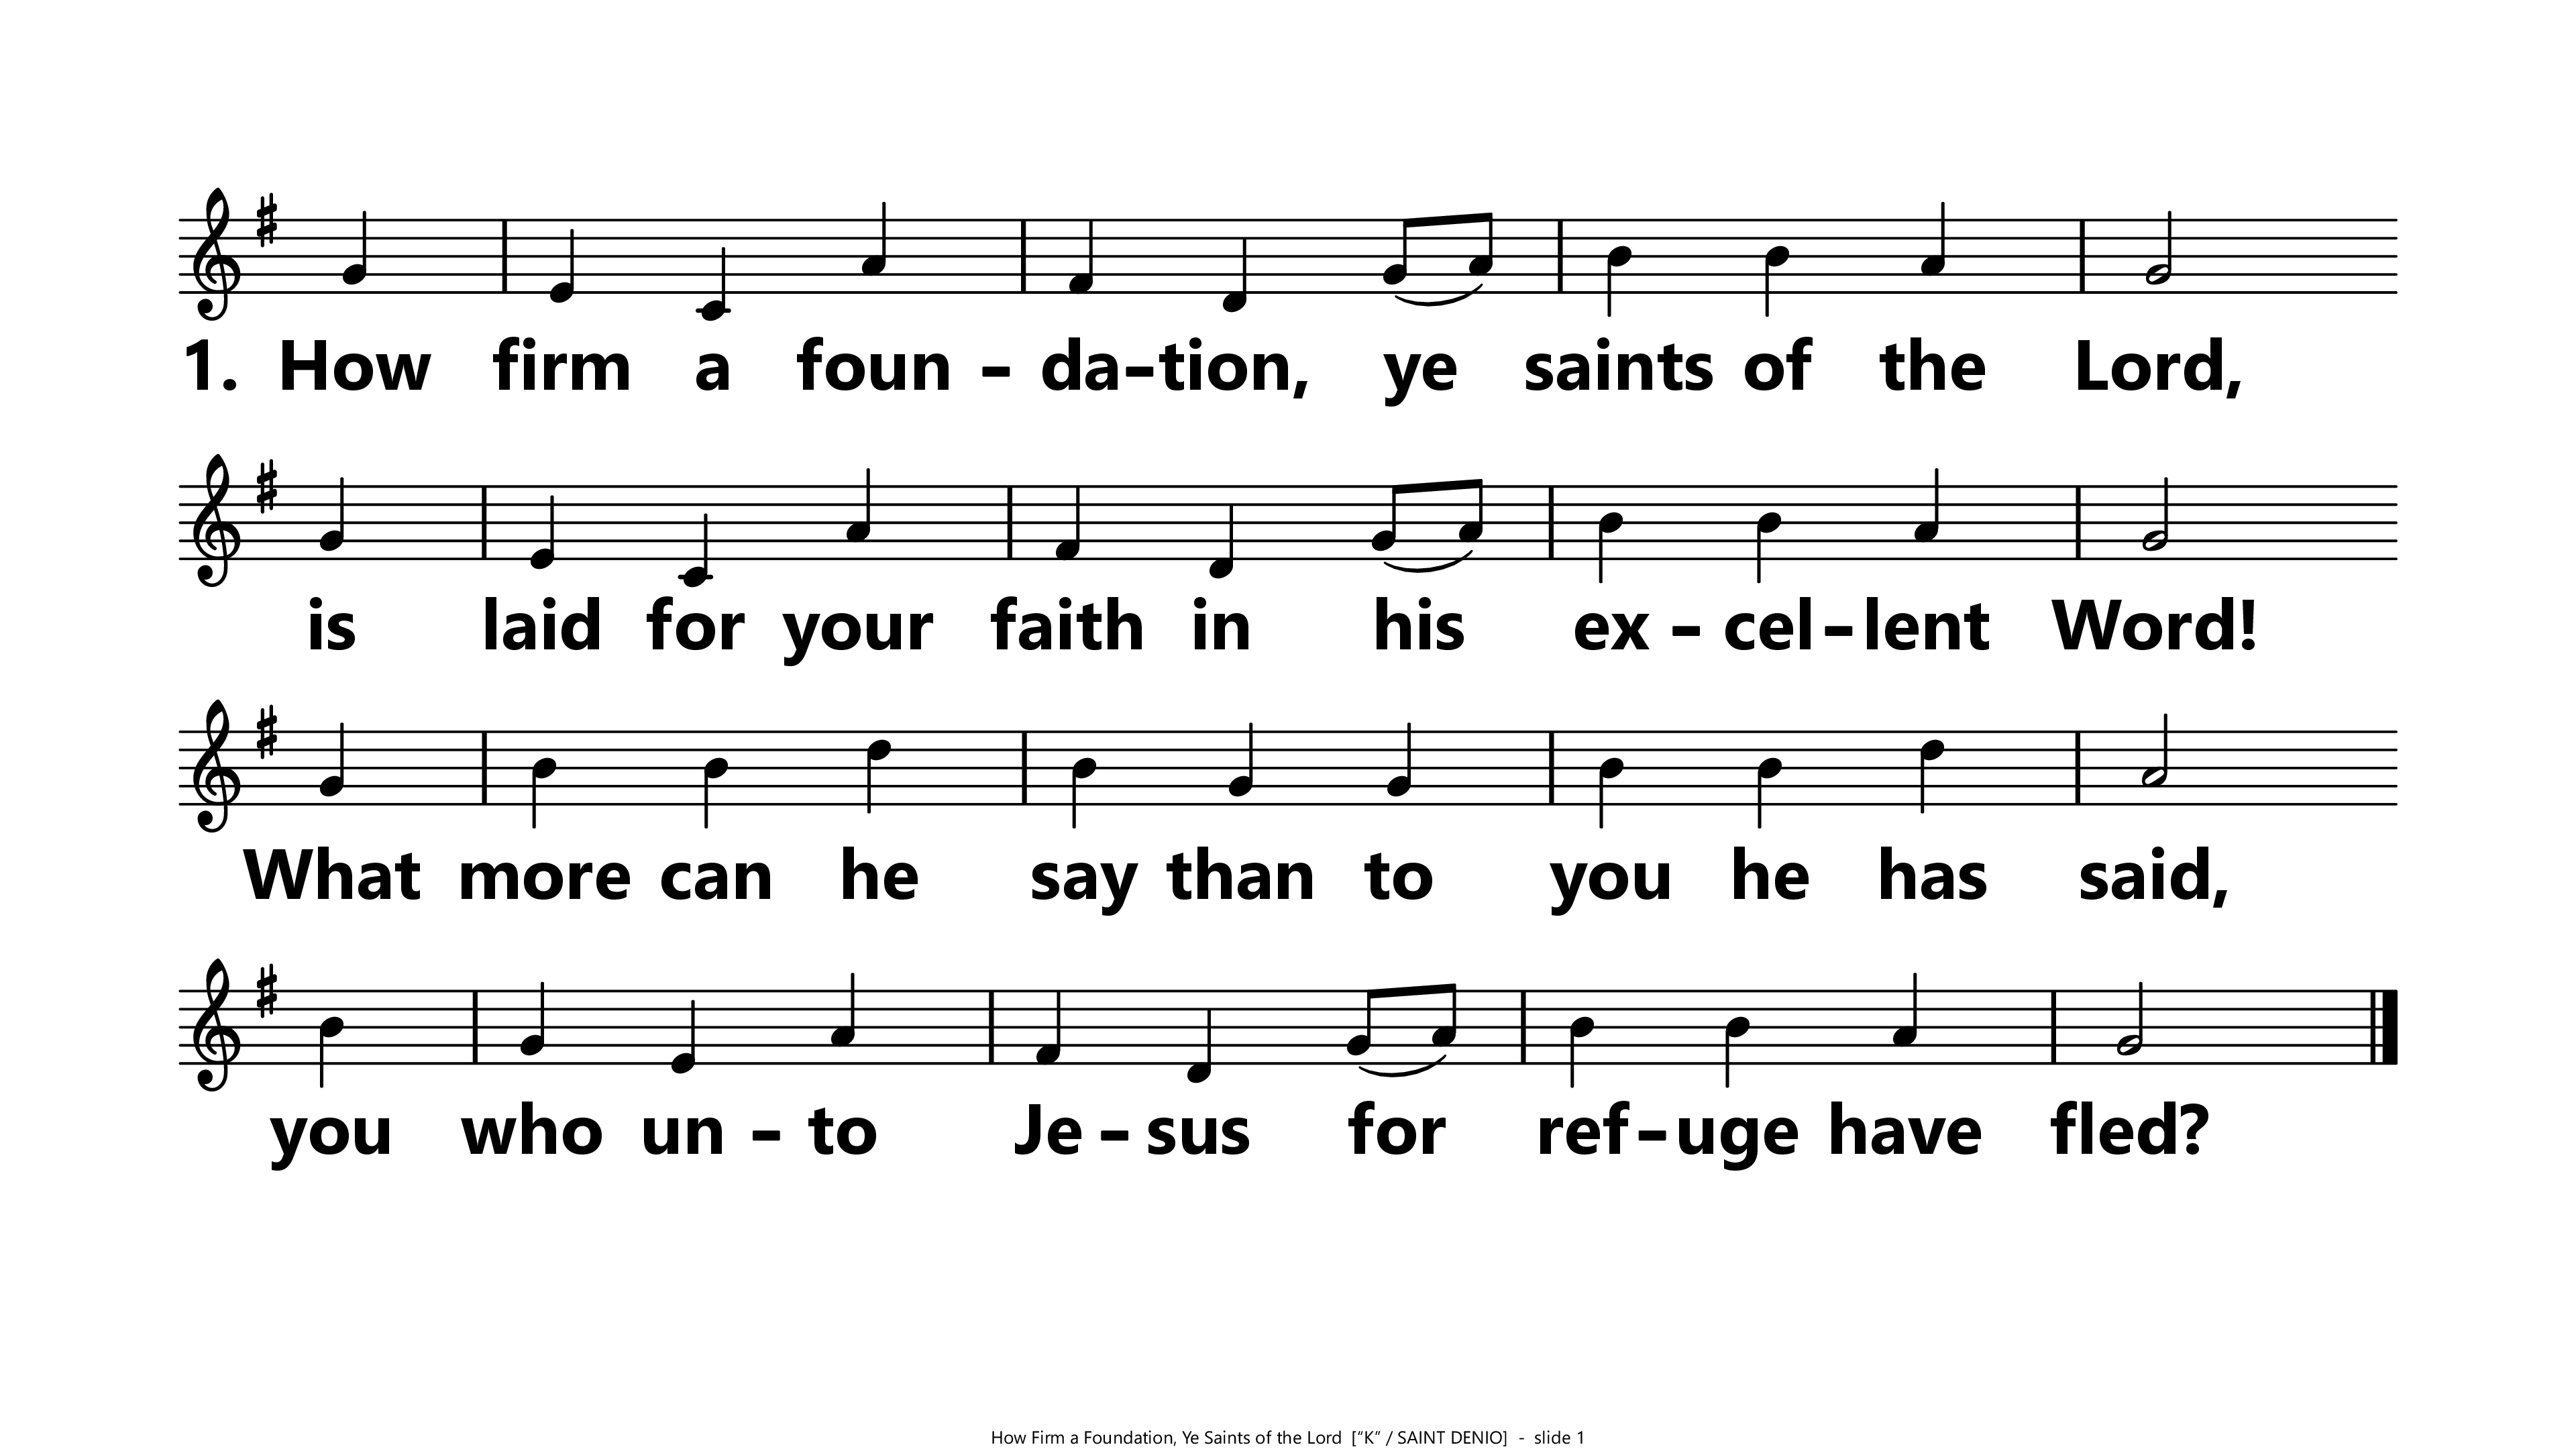 1. How firm a foun - da-tion, ye saints of the Lord,
is laid for your faith in his ex - cel-lent Word!
What more can he say than to you he has said,
you who un - to Je - sus for ref-uge have fled?
How Firm a Foundation, Ye Saints of the Lord [“K” / SAINT DENIO] - slide 1